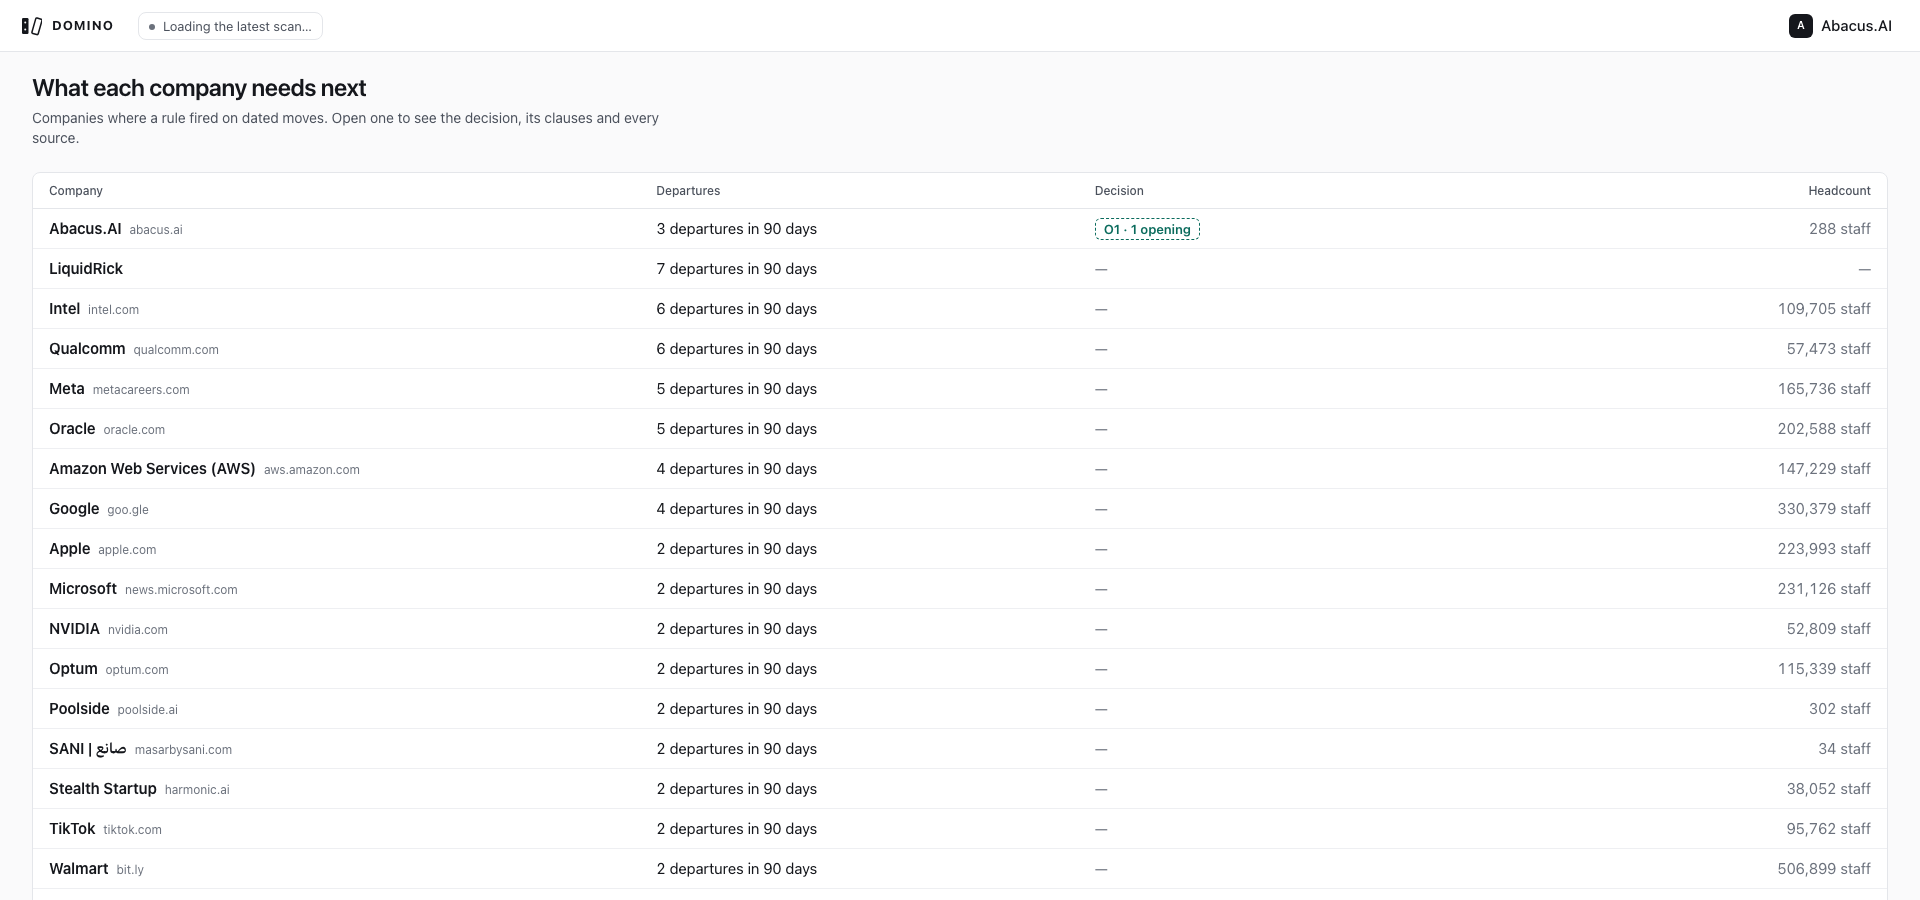 DOMINO
Loading the latest scan…
A
Abacus.AI
What each company needs next
Companies where a rule fired on dated moves. Open one to see the decision, its clauses and every
source.
Company Departures Decision Headcount
Abacus.AI abacus.ai 3 departures in 90 days O1 · 1 opening 288 staff
LiquidRick 7 departures in 90 days — —
Intel intel.com 6 departures in 90 days — 109,705 staff
Qualcomm qualcomm.com 6 departures in 90 days — 57,473 staff
Meta metacareers.com 5 departures in 90 days — 165,736 staff
Oracle oracle.com 5 departures in 90 days — 202,588 staff
Amazon Web Services (AWS) aws.amazon.com 4 departures in 90 days — 147,229 staff
Google goo.gle 4 departures in 90 days — 330,379 staff
Apple apple.com 2 departures in 90 days — 223,993 staff
Microsoft news.microsoft.com 2 departures in 90 days — 231,126 staff
NVIDIA nvidia.com 2 departures in 90 days — 52,809 staff
Optum optum.com 2 departures in 90 days — 115,339 staff
Poolside poolside.ai 2 departures in 90 days — 302 staff
SANI | صانع masarbysani.com 2 departures in 90 days — 34 staff
Stealth Startup harmonic.ai 2 departures in 90 days — 38,052 staff
TikTok tiktok.com 2 departures in 90 days — 95,762 staff
Walmart bit.ly 2 departures in 90 days — 506,899 staff